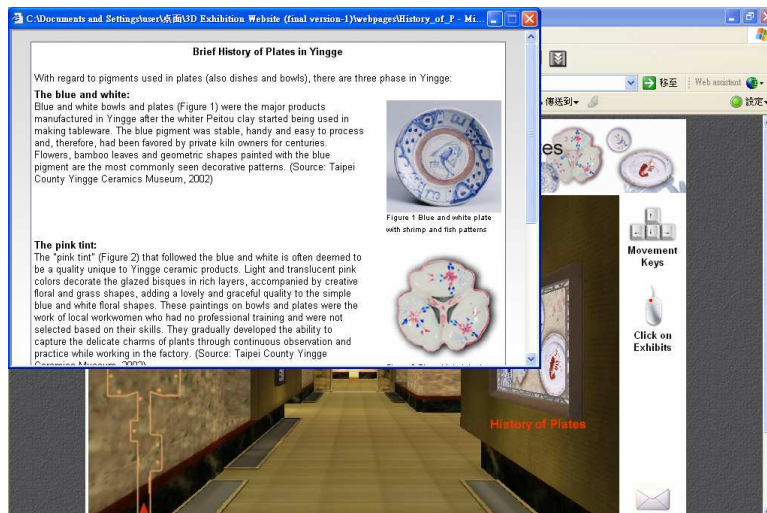 C:\Documents and Settings\user\桌面\3D Exhibition Website (final version-1)\webpages\History_of_P - Mi...
Brief History of Plates in Yingge
With regard to pigments used in plates (also dishes and bowls), there are three phase in Yingge:
The blue and white:
Blue and white bowls and plates (Figure 1) were the major products
manufactured in Yingge after the whiter Peitou clay started being used in
making tableware. The blue pigment was stable, handy and easy to process
and, therefore, had been favored by private kiln owners for centuries.
Flowers, bamboo leaves and geometric shapes painted with the blue
pigment are the most commonly seen decorative patterns. (Source: Taipei
County Yingge Ceramics Museum, 2002)
Figure 1 Blue and white plate
with shrimp and fish patterns
The pink tint:
The "pink tint" (Figure 2) that followed the blue and white is often deemed to
be a quality unique to Yingge ceramic products. Light and translucent pink
colors decorate the glazed bisques in rich layers, accompanied by creative
floral and grass shapes, adding a lovely and graceful quality to the simple
blue and white floral shapes. These paintings on bowls and plates were the
work of local workwomen who had no professional training and were not
selected based on their skills. They gradually developed the ability to
capture the delicate charms of plants through continuous observation and
practice while working in the factory. (Source: Taipei County Yingge
Ceramics Museum, 2002)
移至
Web assistant
傳送到
設定
es
Movement
Keys
Click on
Exhibits
History of Plates